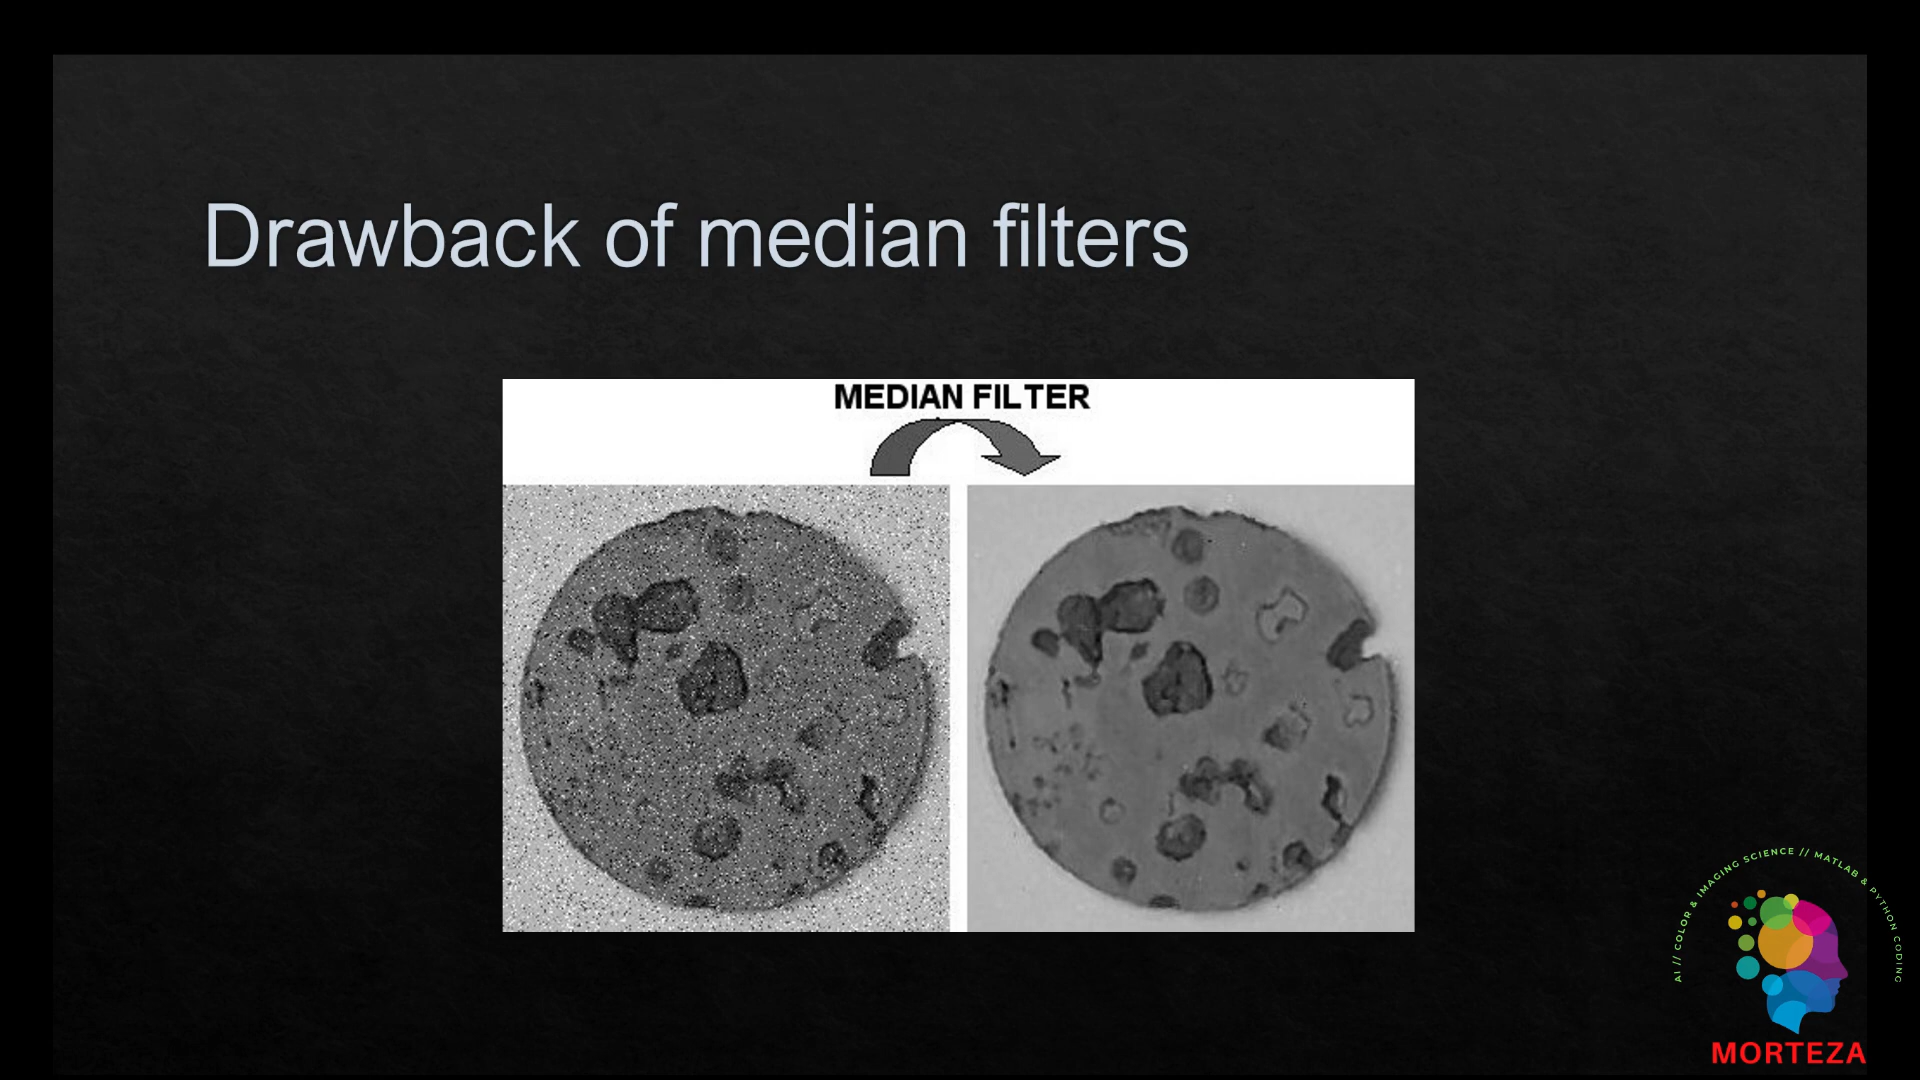 Drawback of median filters
MEDIAN FILTER
AI // COLOR & IMAGING SCIENCE // MATLAB & PYTHON CODING
MORTEZA